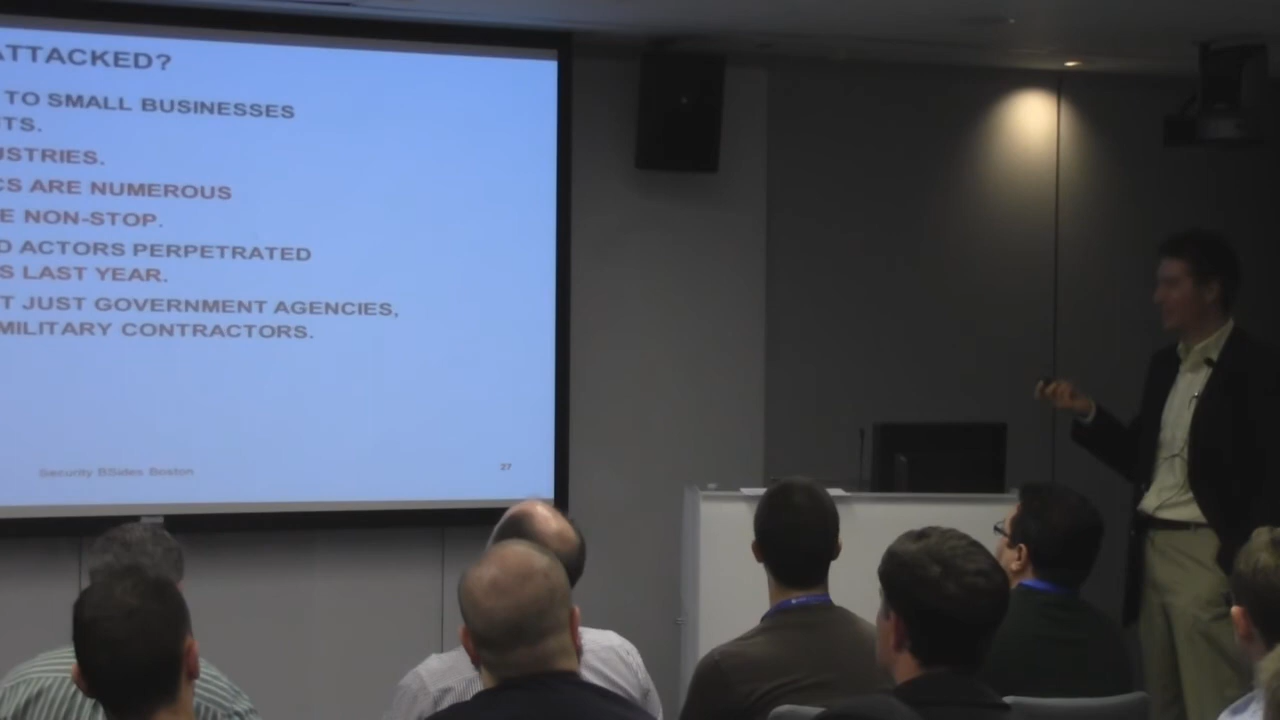 ATTACKED?
TO SMALL BUSINESSES
TS.
USTRIES.
CS ARE NUMEROUS
E NON-STOP.
D ACTORS PERPETRATED
S LAST YEAR.
T JUST GOVERNMENT AGENCIES,
MILITARY CONTRACTORS.
Security BSides Boston
27